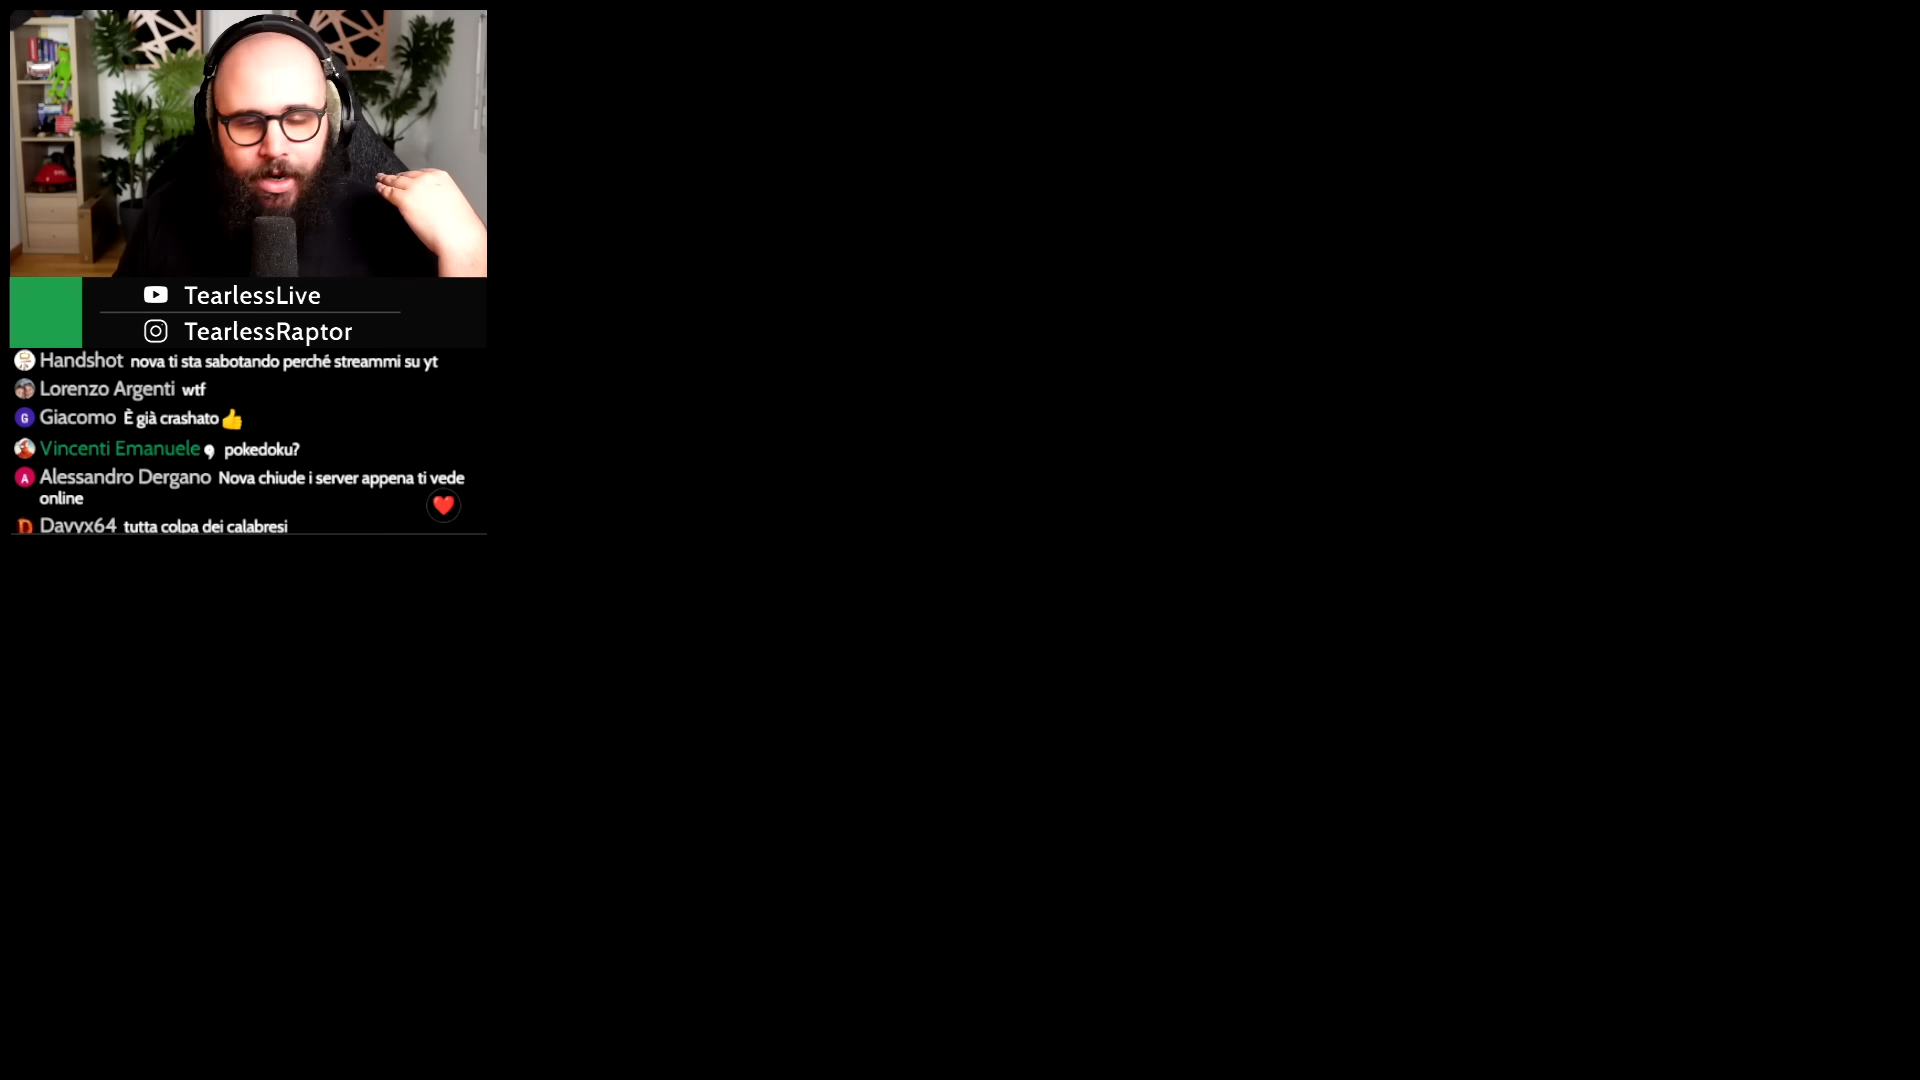 TearlessLive
TearlessRaptor
Handshot nova ti sta sabotando perché streammi su yt
Lorenzo Argenti wtf
G Giacomo È già crashato 👍
Vincenti Emanuele pokedoku?
A Alessandro Dergano Nova chiude i server appena ti vede
online
D Davyx64 tutta colpa dei calabresi